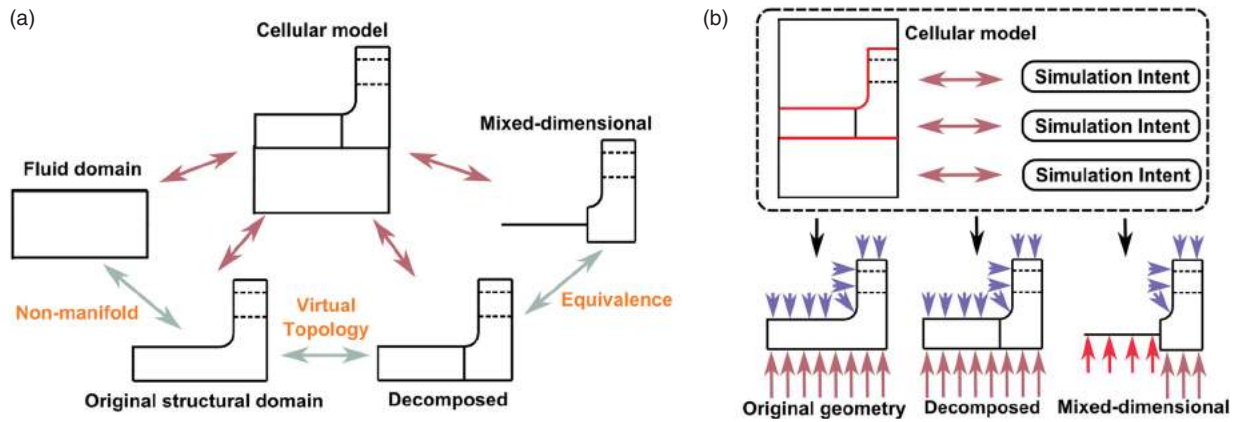 (a)
Cellular model
Mixed-dimensional
Fluid domain
Non-manifold
Virtual
Topology
Equivalence
Original structural domain
Decomposed
(b)
Cellular model
Simulation Intent
Simulation Intent
Simulation Intent
Original geometry
Decomposed
Mixed-dimensional